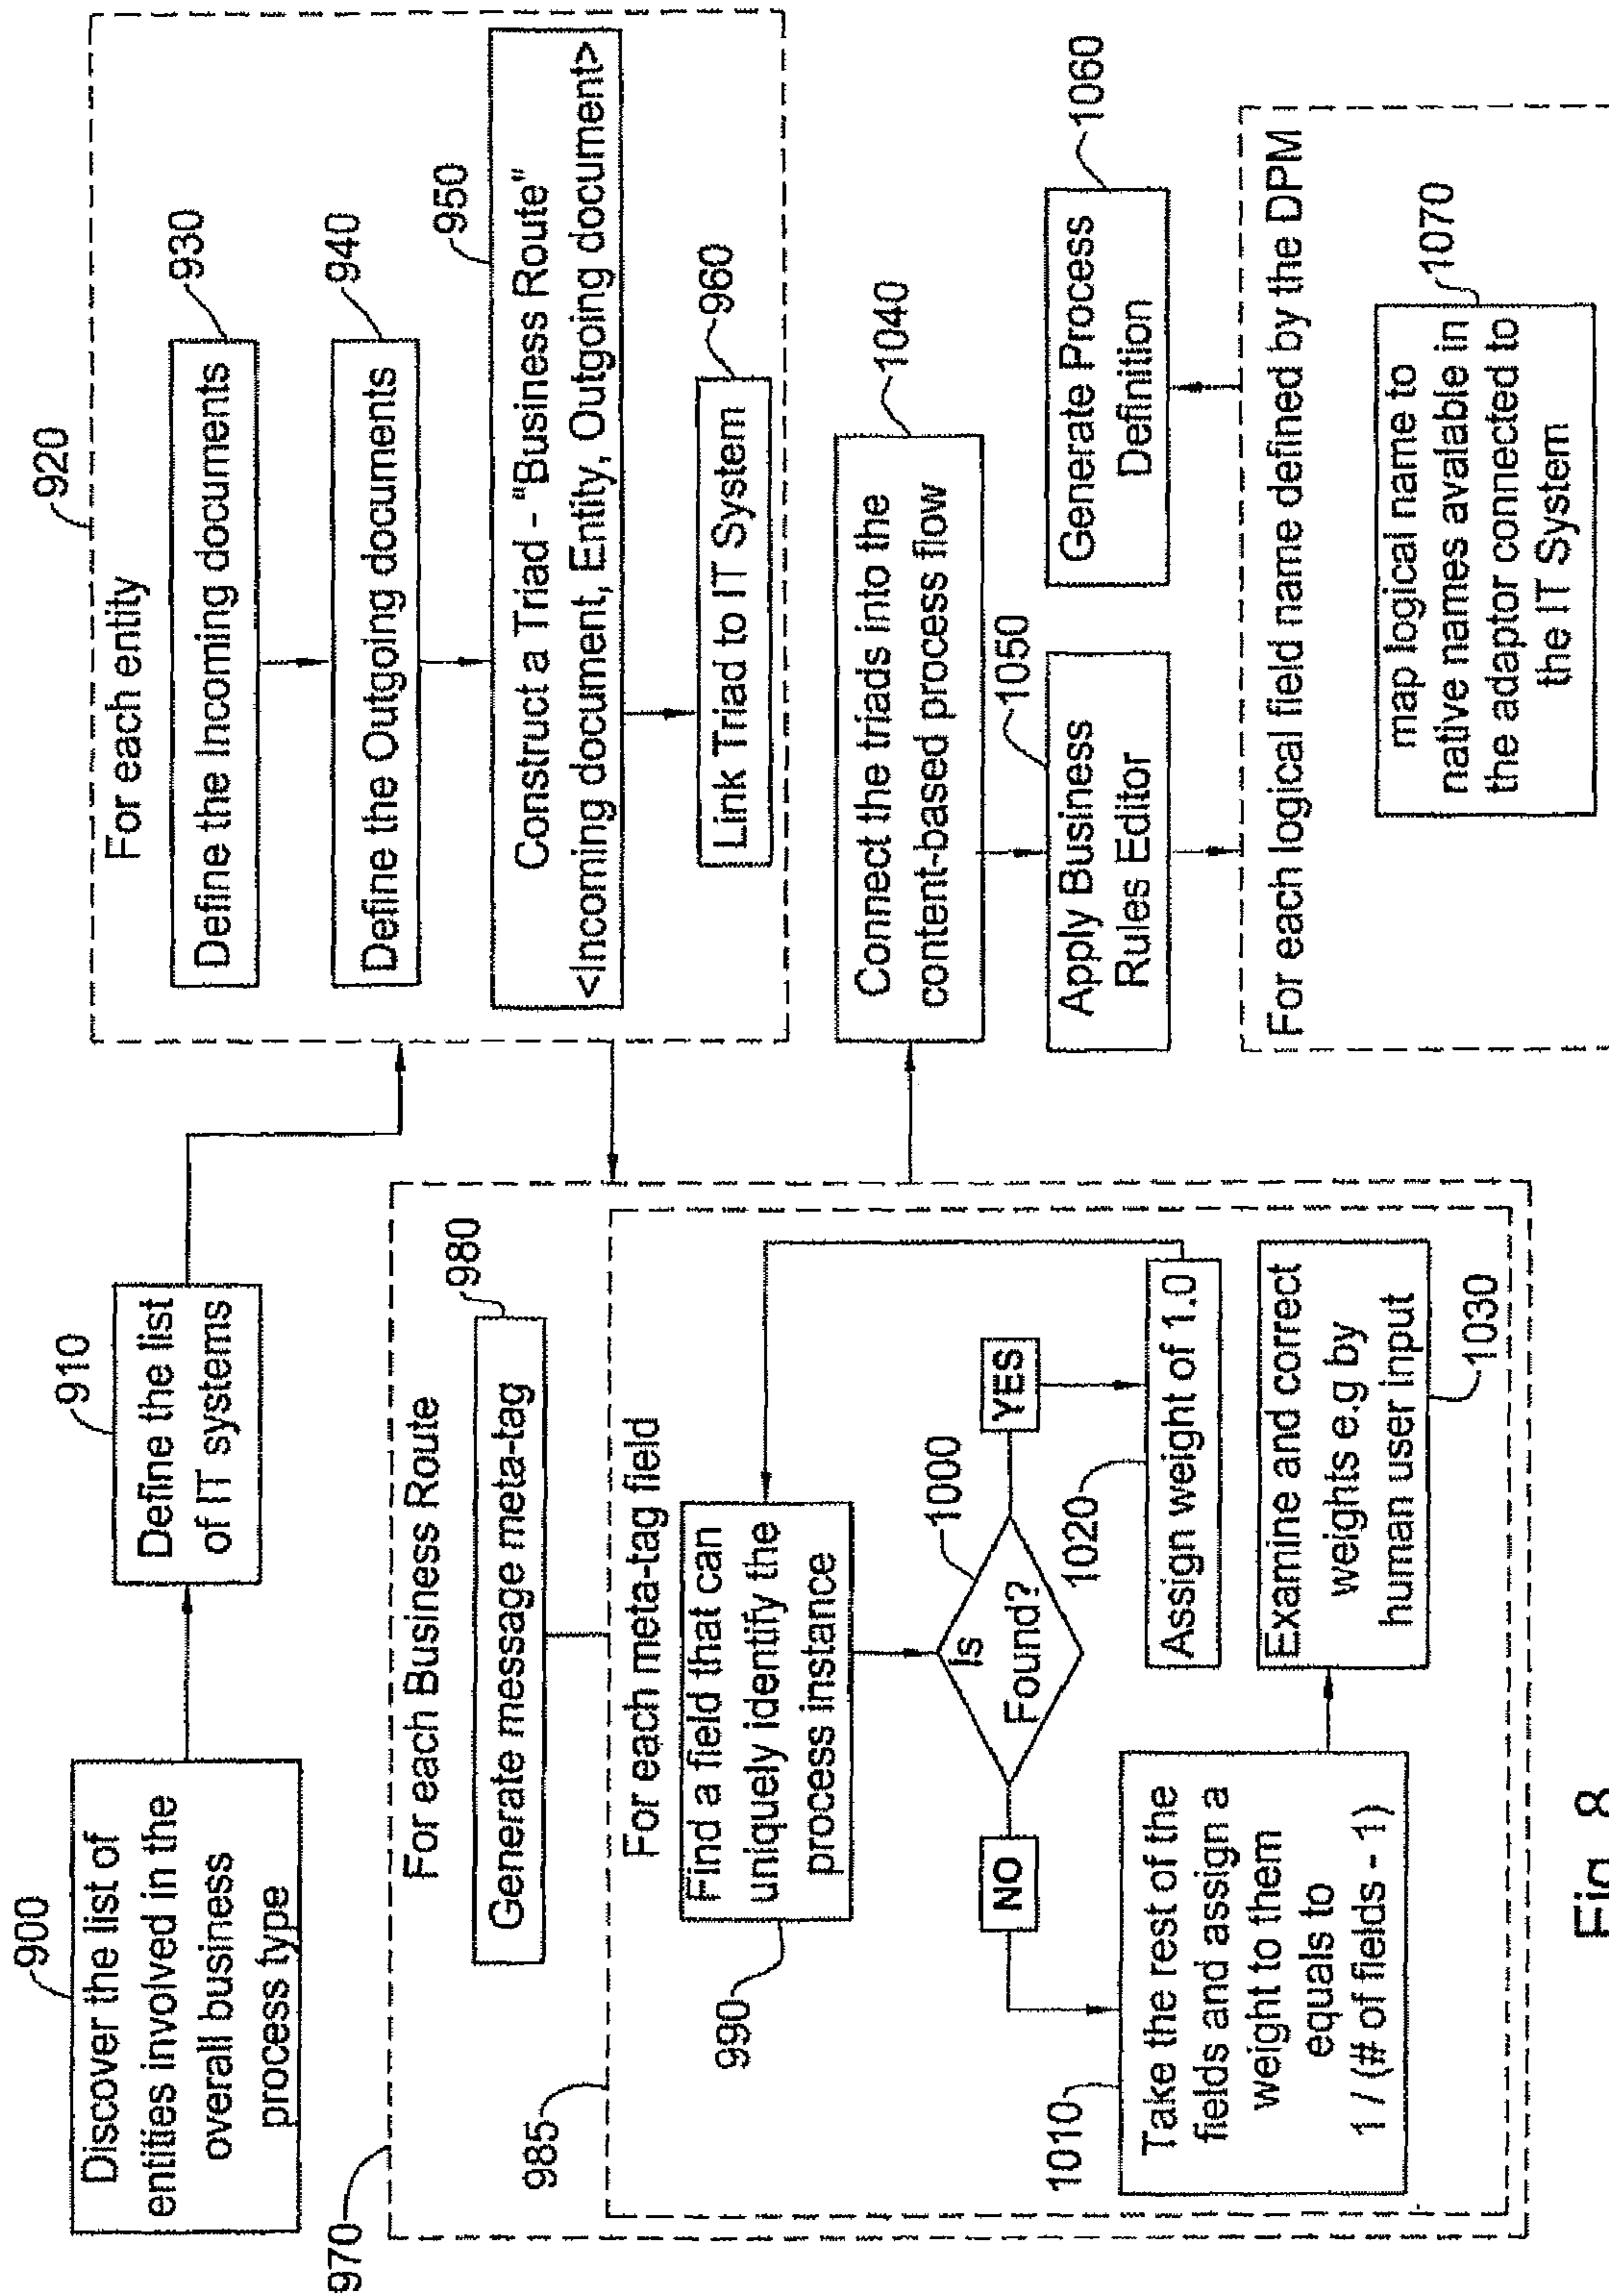 900
Discover the list of
entities involved in the
overall business
process type
910
Define the list
of IT systems
920
For each entity
Define the Incoming documents
930
Define the Outgoing documents
940
950
Construct a Triad - "Business Route"
<Incoming document, Entity, Outgoing document>
Link Triad to IT System
960
970
For each Business Route
980
Generate message meta-tag
985
For each meta-tag field
Find a field that can
uniquely identify the
process instance
990
Is
Found?
1000
NO
YES
1010
Take the rest of the
fields and assign a
weight to them
equals to
1 / (# of fields - 1)
1020
Assign weight of 1.0
Examine and correct
weights e.g by
human user input
1030
1040
Connect the triads into the
content-based process flow
1050
Apply Business
Rules Editor
1060
Generate Process
Definition
For each logical field name defined by the DPM
1070
map logical name to
native names avalable in
the adaptor connected to
the IT System
Fig. 8